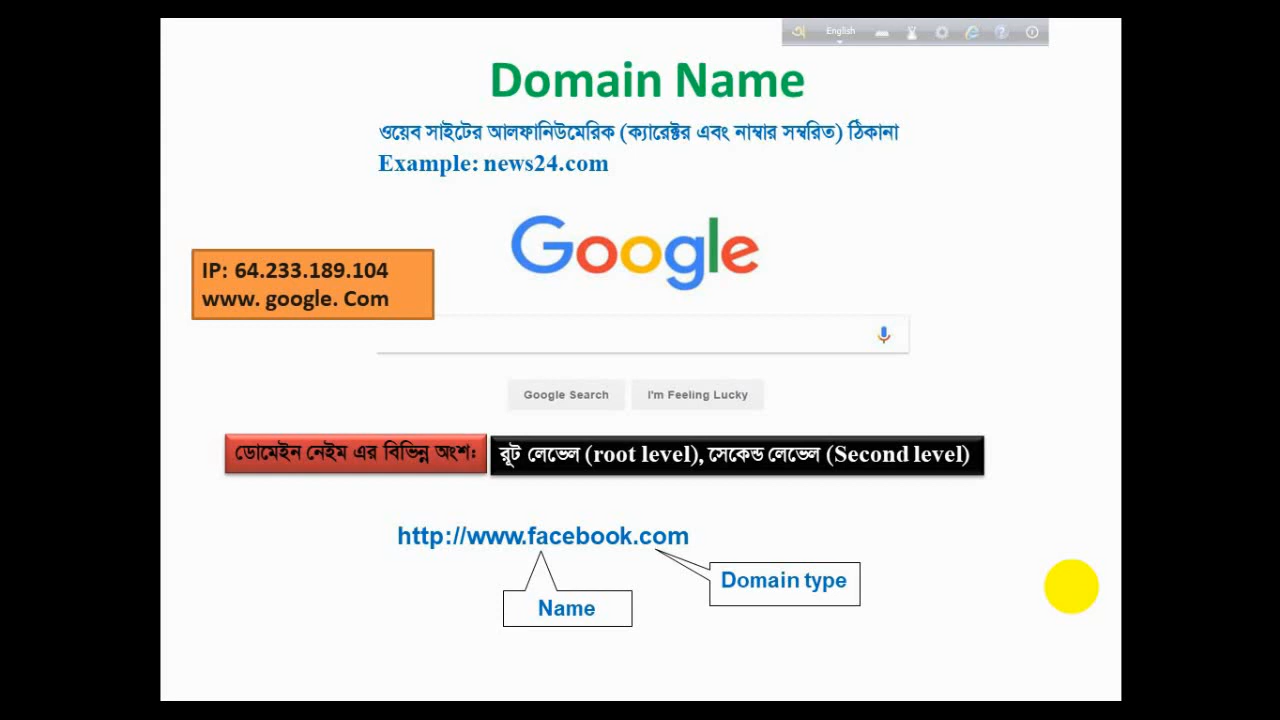 English
Domain Name
ওয়েব সাইটের আলফানিউমেরিক (ক্যারেক্টর এবং নাম্বার সম্বরিত) ঠিকানা
Example: news24.com
Google
IP: 64.233.189.104
www. google. Com
Google Search I'm Feeling Lucky
ডোমেইন নেইম এর বিভিন্ন অংশঃ রূট লেভেল (root level), সেকেন্ড লেভেল (Second level)
http://www.facebook.com
Domain type
Name